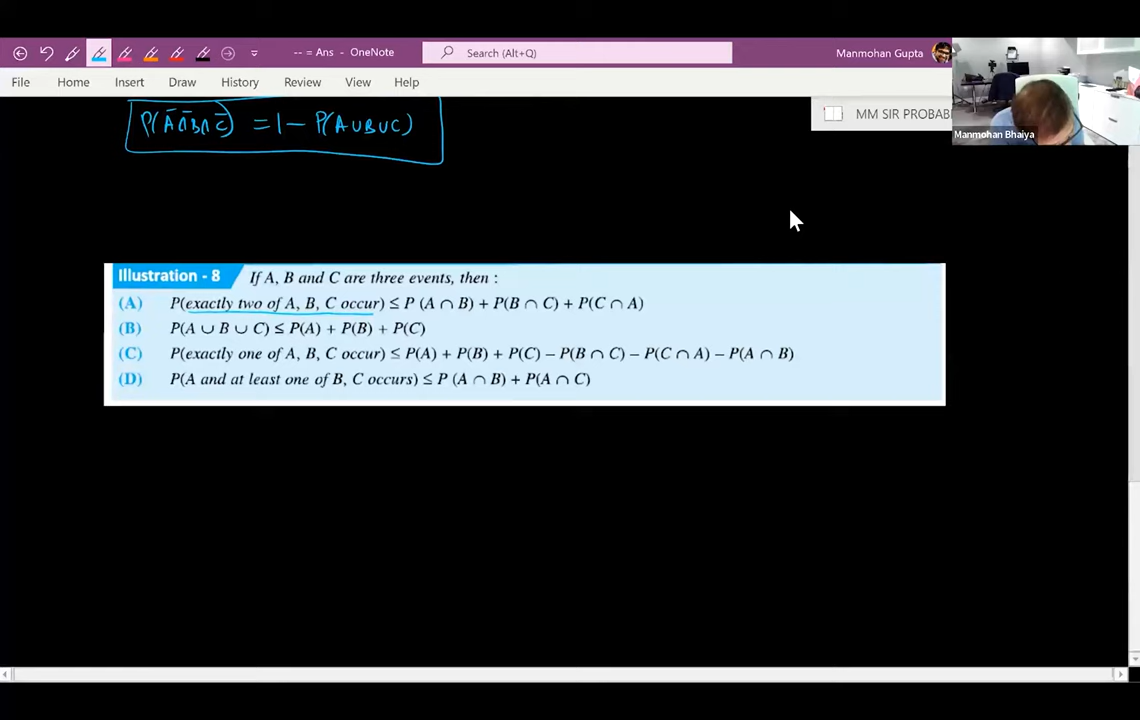 -- = Ans - OneNote
Search (Alt+Q)
Manmohan Gupta
File Home Insert Draw History Review View Help
P(A̅∩B̅∩C̅) = 1 − P(A∪B∪C)
MM SIR PROBAB
Manmohan Bhaiya
Illustration - 8 If A, B and C are three events, then :
(A) P(exactly two of A, B, C occur) ≤ P (A ∩ B) + P(B ∩ C) + P(C ∩ A)
(B) P(A ∪ B ∪ C) ≤ P(A) + P(B) + P(C)
(C) P(exactly one of A, B, C occur) ≤ P(A) + P(B) + P(C) − P(B ∩ C) − P(C ∩ A) − P(A ∩ B)
(D) P(A and at least one of B, C occurs) ≤ P (A ∩ B) + P(A ∩ C)